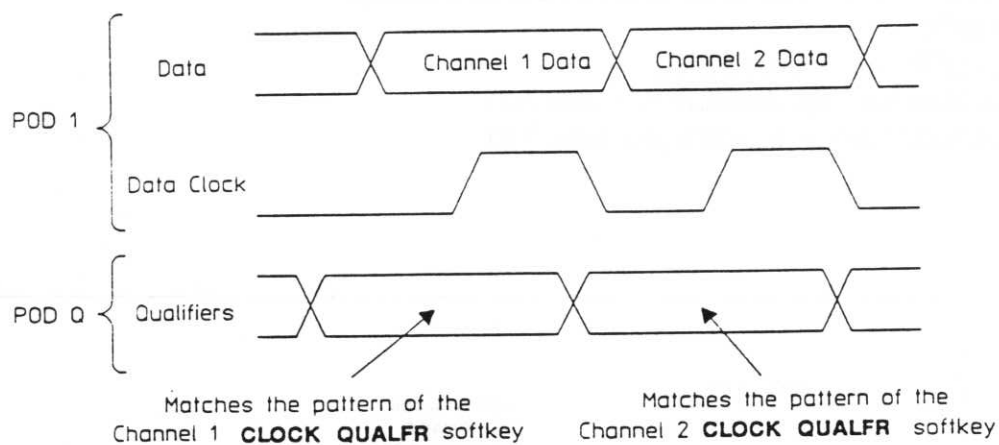 Data
Channel 1 Data
Channel 2 Data
POD 1
Data Clock
POD Q
Qualifiers
Matches the pattern of the
Channel 1 CLOCK QUALFR softkey
Matches the pattern of the
Channel 2 CLOCK QUALFR softkey